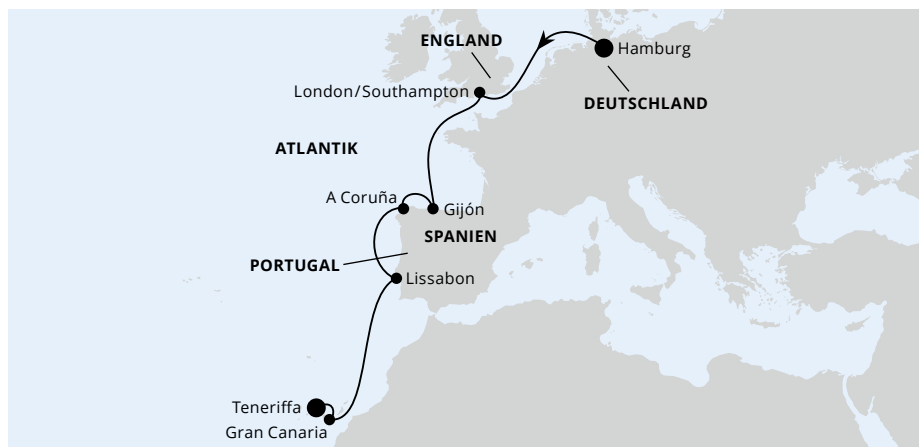 ENGLAND
Hamburg
London/Southampton
DEUTSCHLAND
ATLANTIK
A Coruña
Gijón
SPANIEN
PORTUGAL
Lissabon
Teneriffa
Gran Canaria